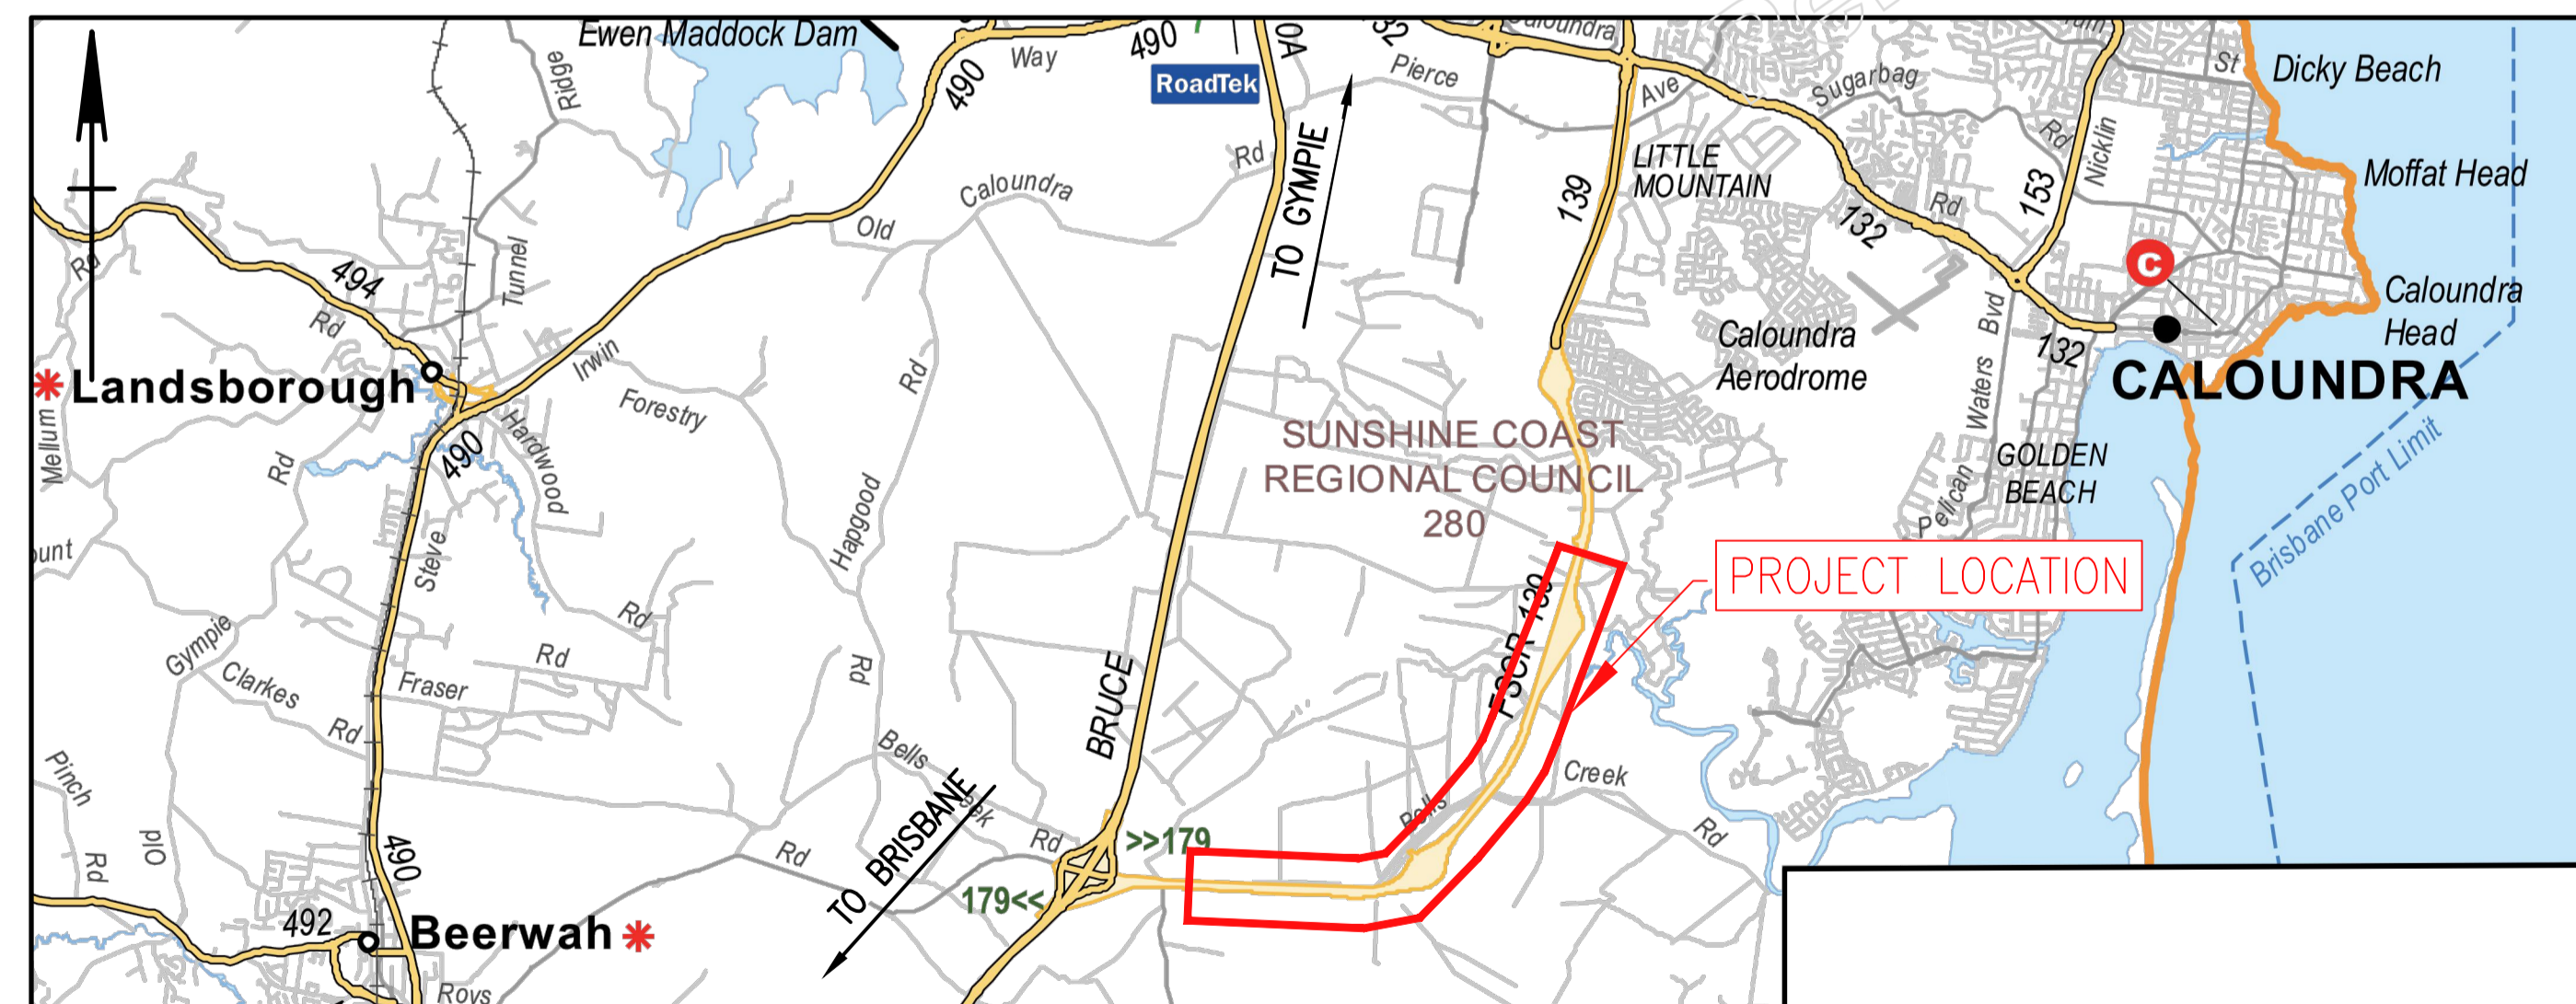 Ewen Maddock Dam
Ridge
Way
490
490
RoadTek
Pierce
Caloundra
Ave
Sugarbag
Rd
Nicklin
St
Dicky Beach
Moffat Head
Caloundra
Head
LITTLE
MOUNTAIN
139
132
Rd
153
C
132
CALOUNDRA
Caloundra
Aerodrome
Waters Bvd
Pelican
GOLDEN
BEACH
Brisbane Port Limit
TO GYMPIE
Rd
Caloundra
Old
Rd
494
Rd
Tunnel
Landsborough
Irwin
Forestry
Rd
Hapgood
Rd
Mellum
Rd
490
Hardwood
Steve
Rd
SUNSHINE COAST
REGIONAL COUNCIL
280
PROJECT LOCATION
Gympie
Clarkes
Rd
Fraser
Rd
BRUCE
Bells
Rd
Creek
Rd
Bells
Pinch
Rd
Old
490
Rd
TO BRISBANE
>>179
179<<
492
Beerwah
Roys